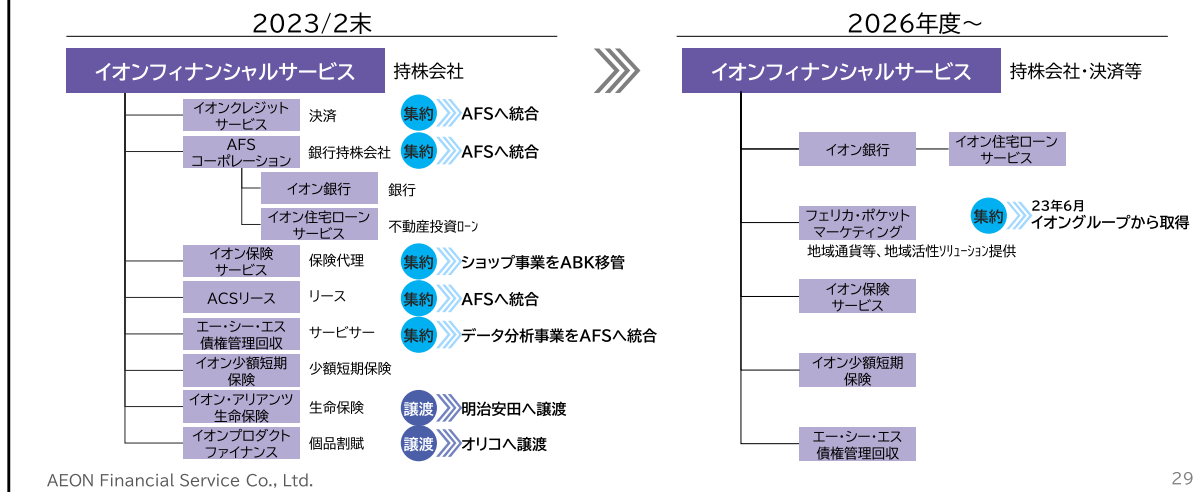 2023/2末
イオンフィナンシャルサービス
持株会社
イオンクレジット
サービス
決済
集約
AFSへ統合
AFS
コーポレーション
銀行持株会社
集約
AFSへ統合
イオン銀行
銀行
イオン住宅ローン
サービス
不動産投資ﾛｰﾝ
イオン保険
サービス
保険代理
集約
ショップ事業をABK移管
ACSリース
リース
集約
AFSへ統合
エー・シー・エス
債権管理回収
サービサー
集約
データ分析事業をAFSへ統合
イオン少額短期
保険
少額短期保険
イオン・アリアンツ
生命保険
生命保険
譲渡
明治安田へ譲渡
イオンプロダクト
ファイナンス
個品割賦
譲渡
オリコへ譲渡
2026年度～
イオンフィナンシャルサービス
持株会社・決済等
イオン銀行
イオン住宅ローン
サービス
フェリカ・ポケット
マーケティング
集約
23年6月
イオングループから取得
地域通貨等、地域活性ｿﾘｭｰｼｮﾝ提供
イオン保険
サービス
イオン少額短期
保険
エー・シー・エス
債権管理回収
AEON Financial Service Co., Ltd.
29